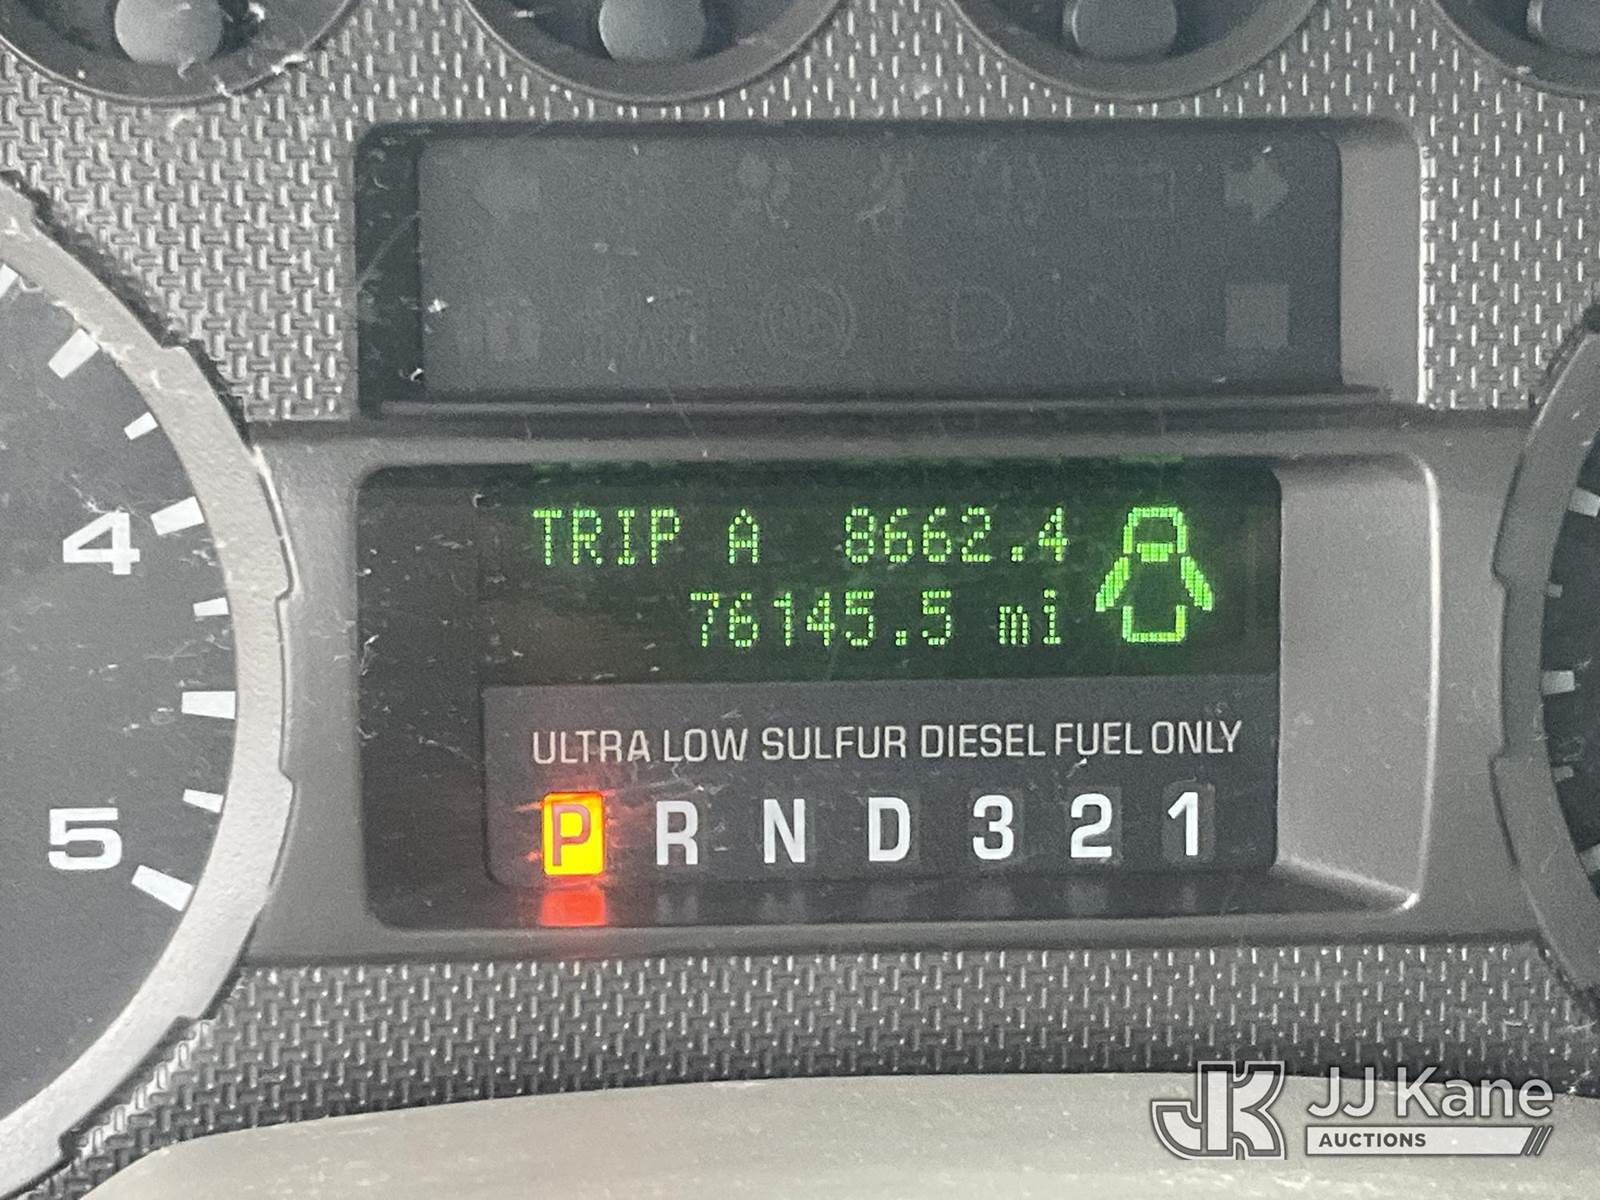 TRIP A 8662.4
76145.5 mi
4
ULTRA LOW SULFUR DIESEL FUEL ONLY
P R N D 3 2 1
5
JK JJ Kane
AUCTIONS